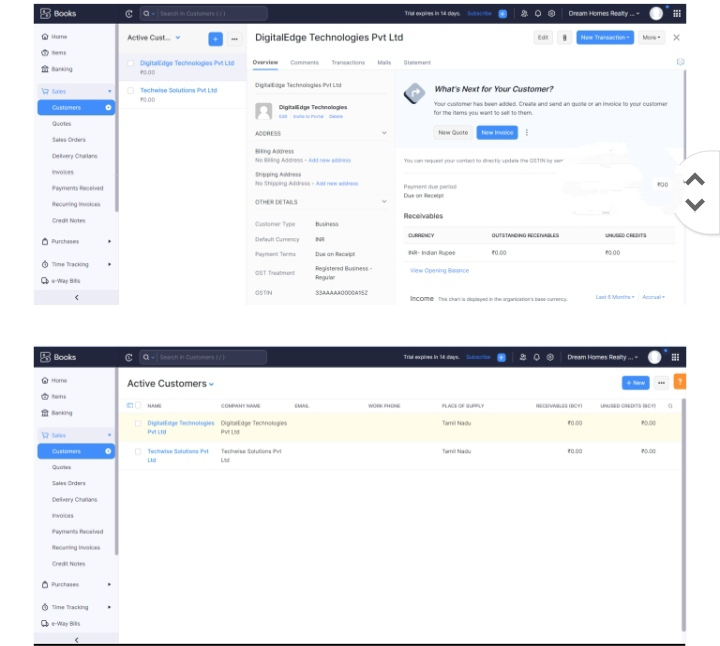 Books
Search in Customers ( / )
Trial expires in 14 days. Subscribe
Dream Homes Realty ...
Home
Items
Banking
Sales
Customers
Quotes
Sales Orders
Delivery Challans
Invoices
Payments Received
Recurring Invoices
Credit Notes
Purchases
Time Tracking
e-Way Bills
Active Cust...
DigitalEdge Technologies Pvt Ltd
₹0.00
Techwise Solutions Pvt Ltd
₹0.00
DigitalEdge Technologies Pvt Ltd
Edit
New Transaction
More
Overview Comments Transactions Mails Statement
DigitalEdge Technologies Pvt Ltd
DigitalEdge Technologies
Edit Invite to Portal Delete
ADDRESS
Billing Address
No Billing Address - Add new address
Shipping Address
No Shipping Address - Add new address
OTHER DETAILS
Customer Type Business
Default Currency INR
Payment Terms Due on Receipt
GST Treatment Registered Business -
Regular
GSTIN 33AAAAA0000A1SZ
What's Next for Your Customer?
Your customer has been added. Create and send an quote or an invoice to your customer
for the items you want to sell to them.
New Quote New Invoice
You can request your contact to directly update the GSTIN by
Payment due period
Due on Receipt
Receivables
CURRENCY OUTSTANDING RECEIVABLES UNUSED CREDITS
INR- Indian Rupee ₹0.00 ₹0.00
View Opening Balance
Income This chart is displayed in the organization's base currency.
Last 6 Months Accrual
Books
Search in Customers ( / )
Trial expires in 14 days. Subscribe
Dream Homes Realty ...
Home
Items
Banking
Sales
Customers
Quotes
Sales Orders
Delivery Challans
Invoices
Payments Received
Recurring Invoices
Credit Notes
Purchases
Time Tracking
e-Way Bills
Active Customers
+ New
?
NAME COMPANY NAME EMAIL WORK PHONE PLACE OF SUPPLY RECEIVABLES (BCY) UNUSED CREDITS (BCY)
DigitalEdge Technologies DigitalEdge Technologies Tamil Nadu ₹0.00 ₹0.00
Pvt Ltd Pvt Ltd
Techwise Solutions Pvt Techwise Solutions Pvt Tamil Nadu ₹0.00 ₹0.00
Ltd Ltd